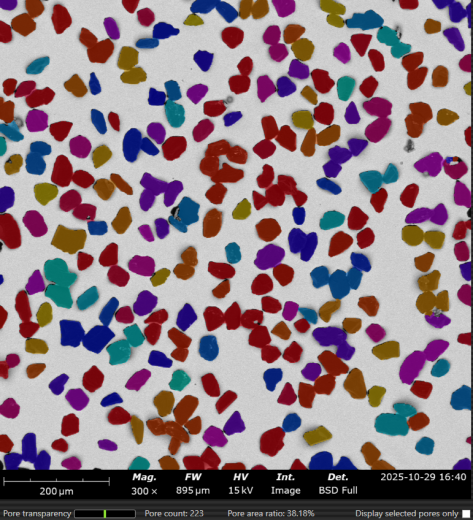 Mag. FW HV Int. Det. 2025-10-29 16:40
200 µm 300 × 895 µm 15 kV Image BSD Full
Pore transparency Pore count: 223 Pore area ratio: 38.18% Display selected pores only